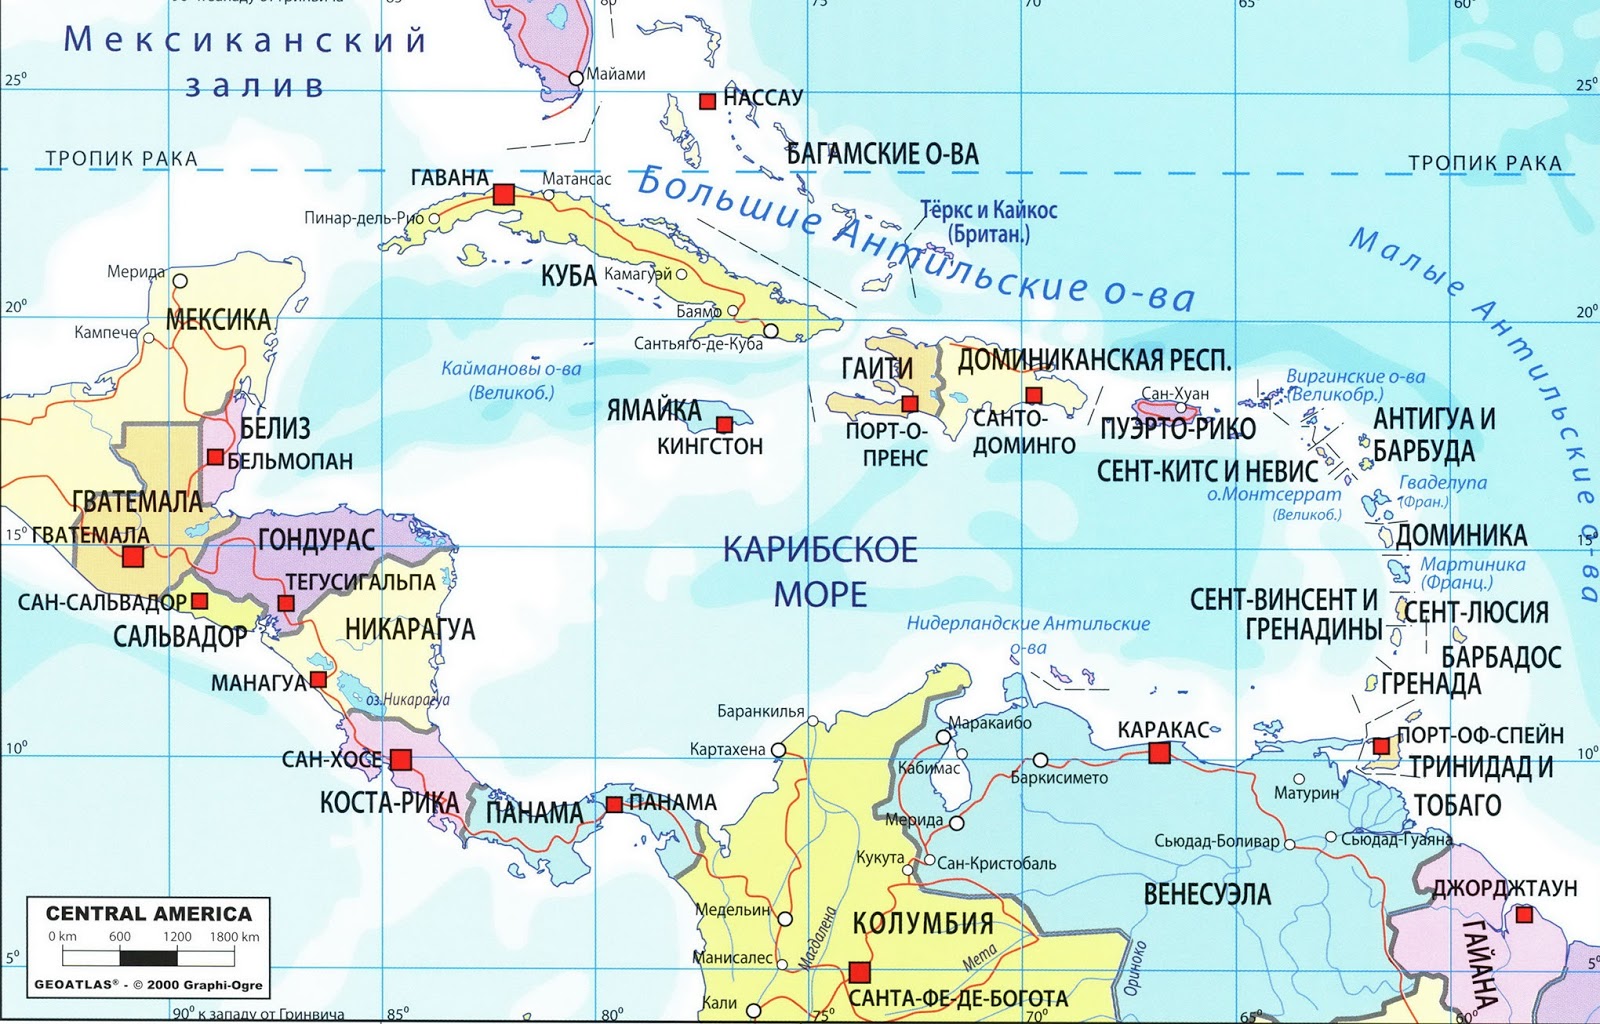 90° к западу от Гринвича
85°
80°
75°
70°
65°
60°
Мексиканский
залив
Майами
25°
25°
НАССАУ
БАГАМСКИЕ О-ВА
ТРОПИК РАКА
ТРОПИК РАКА
ГАВАНА
Матансас
Большие Антильские о-ва
Пинар-дель-Рио
Тёркс и Кайкос
(Британ.)
Малые Антильские о-ва
Мерида
КУБА
Камагуэй
20°
20°
МЕКСИКА
Баямо
Кампече
Сантьяго-де-Куба
Каймановы о-ва
(Великоб.)
ГАИТИ
ДОМИНИКАНСКАЯ РЕСП.
Сан-Хуан
Виргинские о-ва
(Великобр.)
ЯМАЙКА
КИНГСТОН
ПОРТ-О-
ПРЕНС
САНТО-
ДОМИНГО
ПУЭРТО-РИКО
АНТИГУА И
БАРБУДА
БЕЛИЗ
БЕЛЬМОПАН
СЕНТ-КИТС И НЕВИС
о.Монтсеррат
(Великоб.)
Гваделупа
(Фран.)
ГВАТЕМАЛА
ГВАТЕМАЛА
15°
15°
ГОНДУРАС
КАРИБСКОЕ
МОРЕ
ДОМИНИКА
Мартиника
(Франц.)
ТЕГУСИГАЛЬПА
САН-САЛЬВАДОР
САЛЬВАДОР
НИКАРАГУА
СЕНТ-ВИНСЕНТ И
ГРЕНАДИНЫ
СЕНТ-ЛЮСИЯ
Нидерландские Антильские
о-ва
БАРБАДОС
ГРЕНАДА
МАНАГУА
оз.Никарагуа
Баранкилья
Маракаибо
КАРАКАС
ПОРТ-ОФ-СПЕЙН
ТРИНИДАД И
ТОБАГО
10°
10°
САН-ХОСЕ
Картахена
Кабимас
Баркисимето
Матурин
КОСТА-РИКА
ПАНАМА
ПАНАМА
Мерида
Сьюдад-Боливар
Сьюдад-Гуаяна
Кукута
Сан-Кристобаль
ВЕНЕСУЭЛА
ДЖОРДЖТАУН
ГАЙАНА
Медельин
Магдалена
КОЛУМБИЯ
Мета
Ориноко
Манисалес
5°
5°
САНТА-ФЕ-ДЕ-БОГОТА
Кали
CENTRAL AMERICA
0 km 600 1200 1800 km
GEOATLAS® - © 2000 Graphi-Ogre
90° к западу от Гринвича
85°
80°
75°
70°
65°
60°